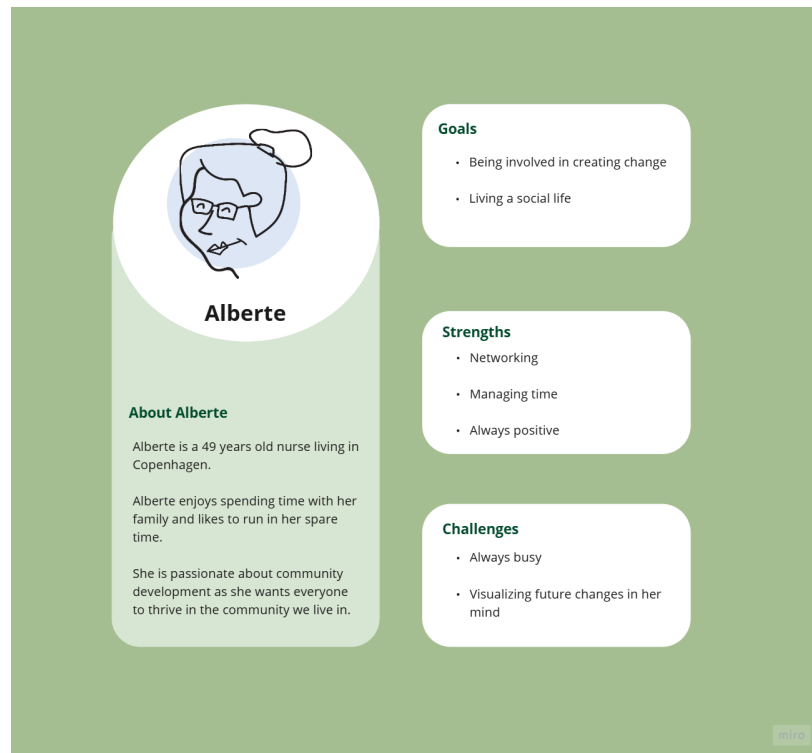 Alberte
About Alberte
Alberte is a 49 years old nurse living in
Copenhagen.
Alberte enjoys spending time with her
family and likes to run in her spare
time.
She is passionate about community
development as she wants everyone
to thrive in the community we live in.
Goals
• Being involved in creating change
• Living a social life
Strengths
• Networking
• Managing time
• Always positive
Challenges
• Always busy
• Visualizing future changes in her
mind
miro